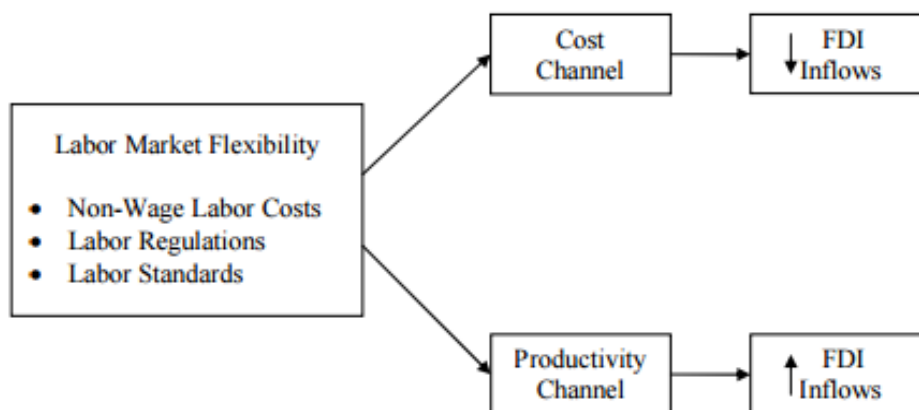 Cost
Channel
↓ FDI
Inflows
Labor Market Flexibility
• Non-Wage Labor Costs
• Labor Regulations
• Labor Standards
Productivity
Channel
↑ FDI
Inflows